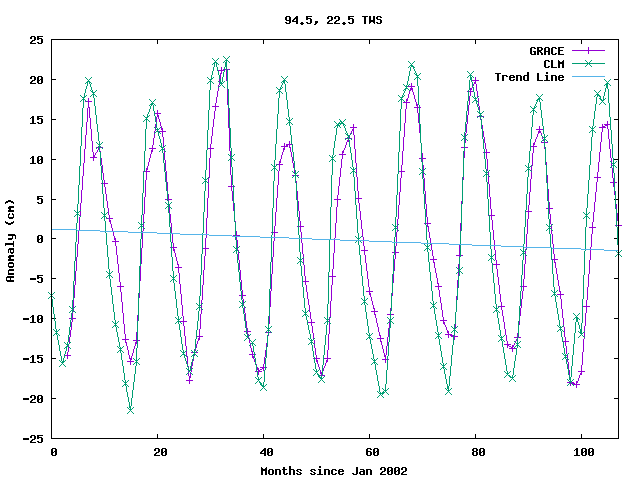 94.5, 22.5 TWS
25
20
15
10
5
0
-5
-10
-15
-20
-25
Anomaly (cm)
GRACE
CLM
Trend Line
0 20 40 60 80 100
Months since Jan 2002